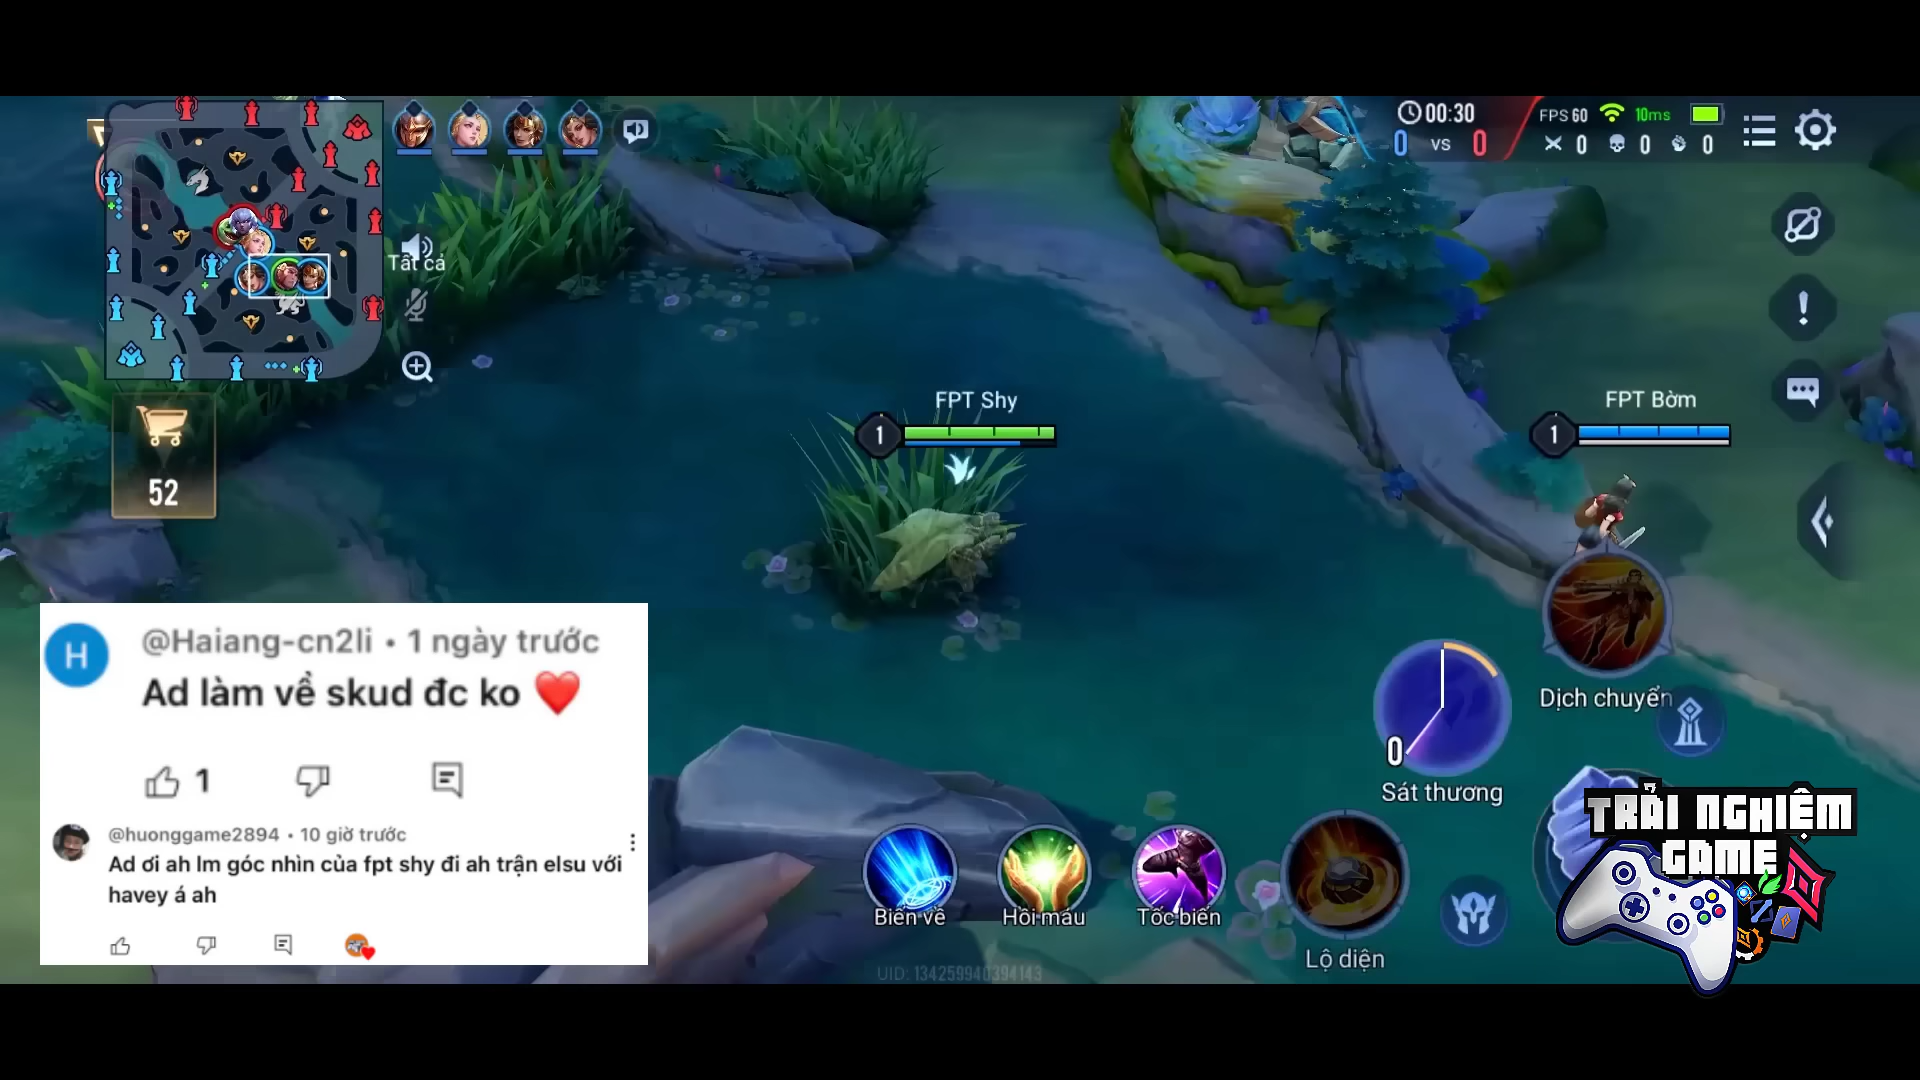 00:30
FPS 60
10ms
0 vs 0
0
0
0
Tất cả
52
FPT Shy
1
FPT Bờm
1
H
@Haiang-cn2li • 1 ngày trước
Ad làm về skud đc ko ❤️
1
@huonggame2894 • 10 giờ trước
Ad ơi ah lm góc nhìn của fpt shy đi ah trận elsu với
havey á ah
Dịch chuyển
0
Sát thương
Biến về
Hồi máu
Tốc biến
Lộ diện
UID: 134259940394143
TRẢI NGHIỆM
GAME